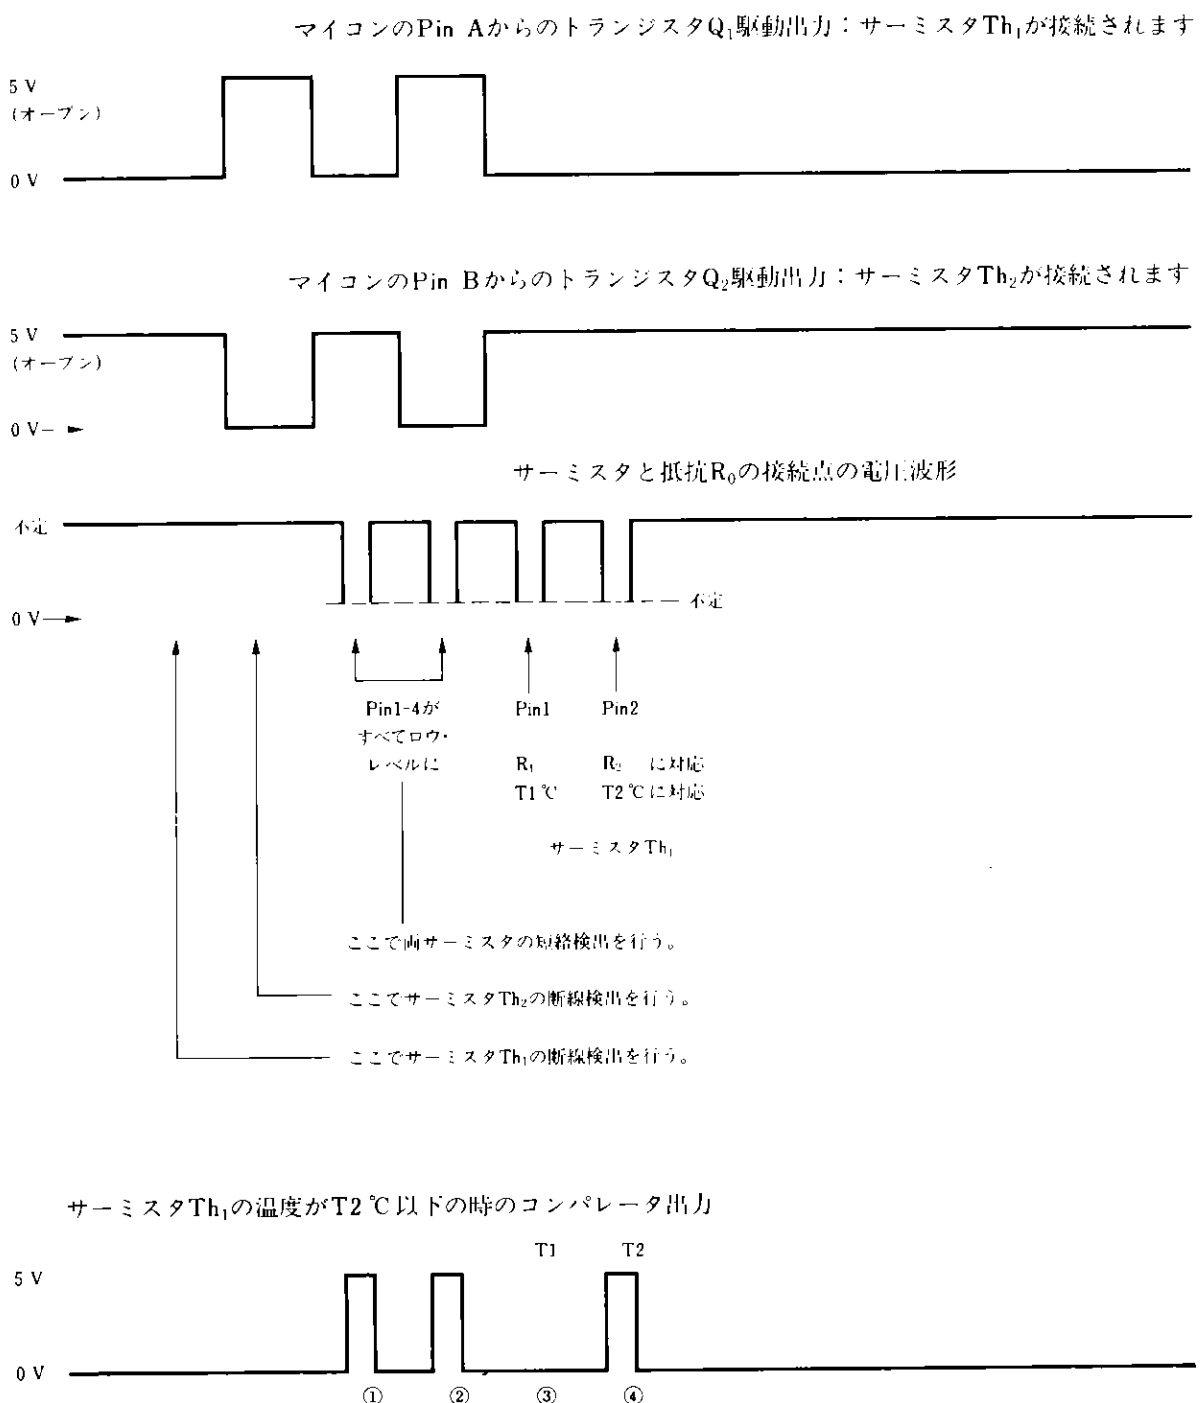 マイコンのPin AからのトランジスタQ₁駆動出力：サーミスタTh₁が接続されます
5 V
(オープン)
0 V
マイコンのPin BからのトランジスタQ₂駆動出力：サーミスタTh₂が接続されます
5 V
(オープン)
0 V
サーミスタと抵抗R₀の接続点の電圧波形
不定
不定
0 V
Pin1-4が
すべてロウ・
レベルに
Pin1
Pin2
R₁
R₂ に対応
T1℃
T2℃に対応
サーミスタTh₁
ここで両サーミスタの短絡検出を行う。
ここでサーミスタTh₂の断線検出を行う。
ここでサーミスタTh₁の断線検出を行う。
サーミスタTh₁の温度がT2℃以下の時のコンパレータ出力
T1
T2
5 V
0 V
① ② ③ ④